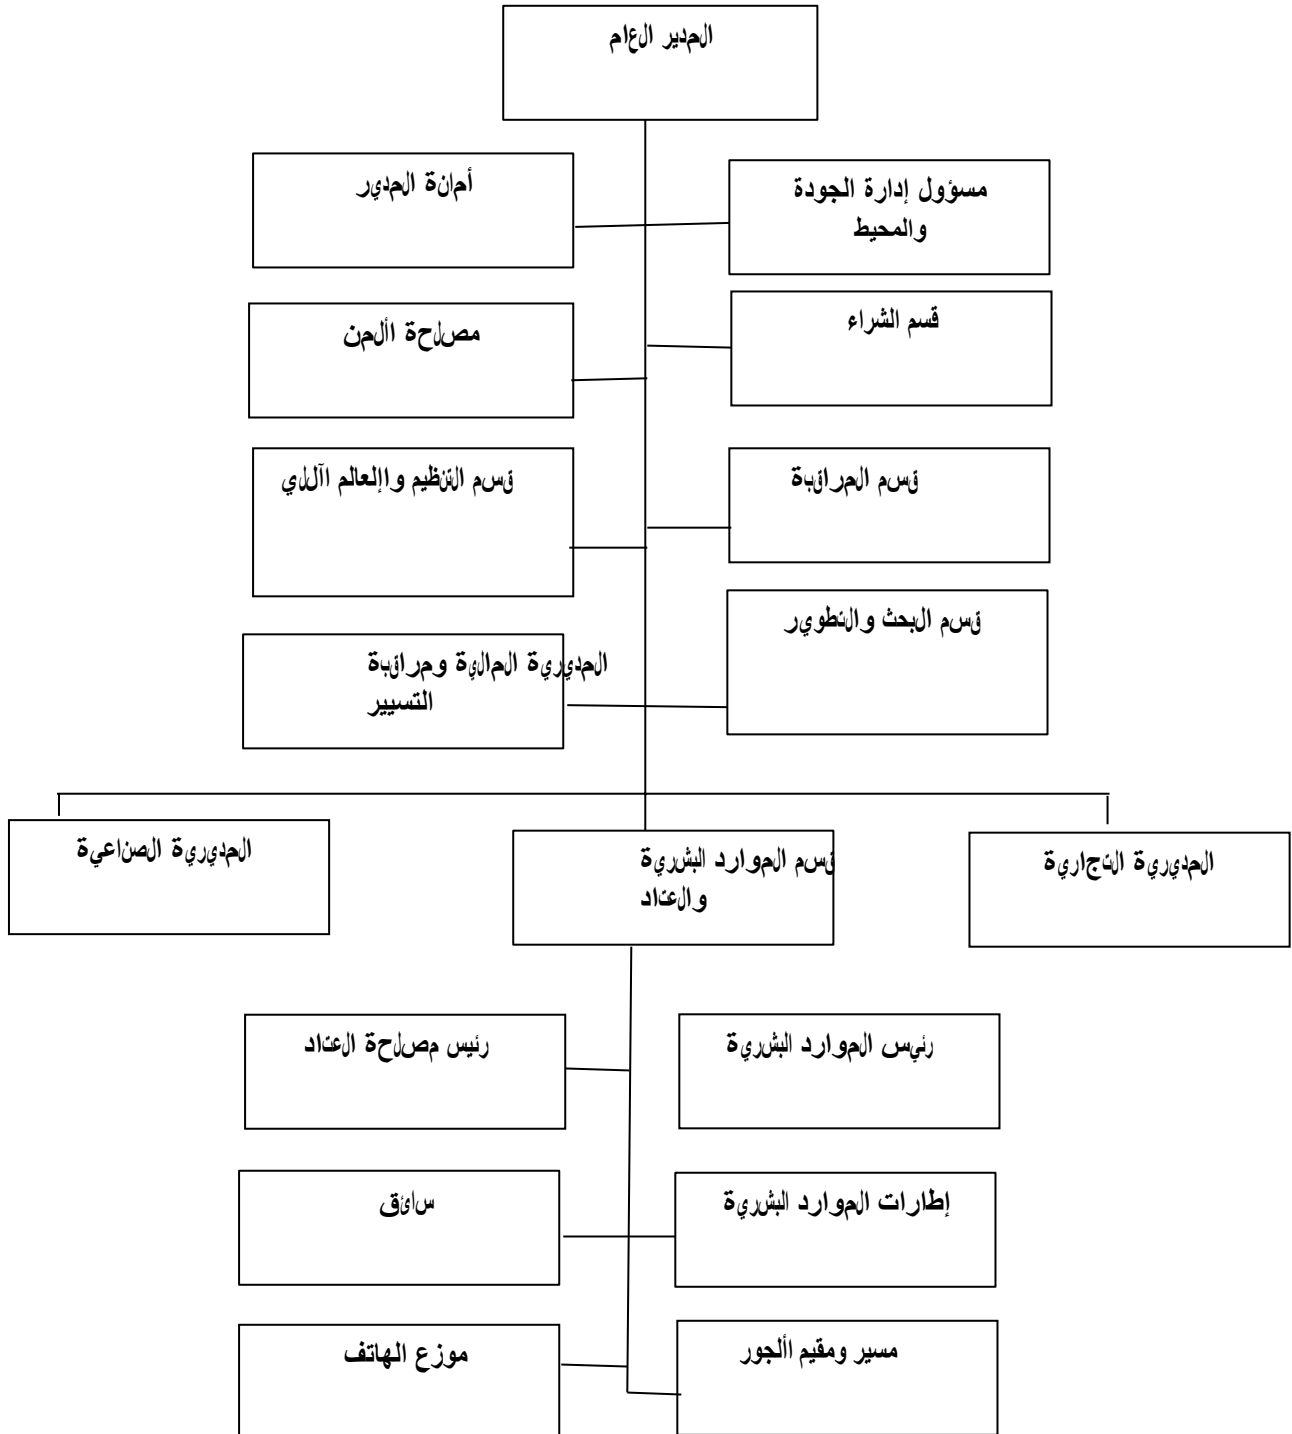 المدير العام
مسؤول إدارة الجودة
والمحيط
أمانة المدير
قسم الشراء
مصلحة األمن
قسم المراقبة
قسم التنظيم واإلعالم اآللي
قسم البحث والتطوير
المديرية المالية ومراقبة
التسيير
المديرية التجارية
قسم الموارد البشرية
والعتاد
المديرية الصناعية
رئيس الموارد البشرية
رئيس مصلحة العتاد
إطارات الموارد البشرية
سائق
مسير ومقيم األجور
موزع الهاتف